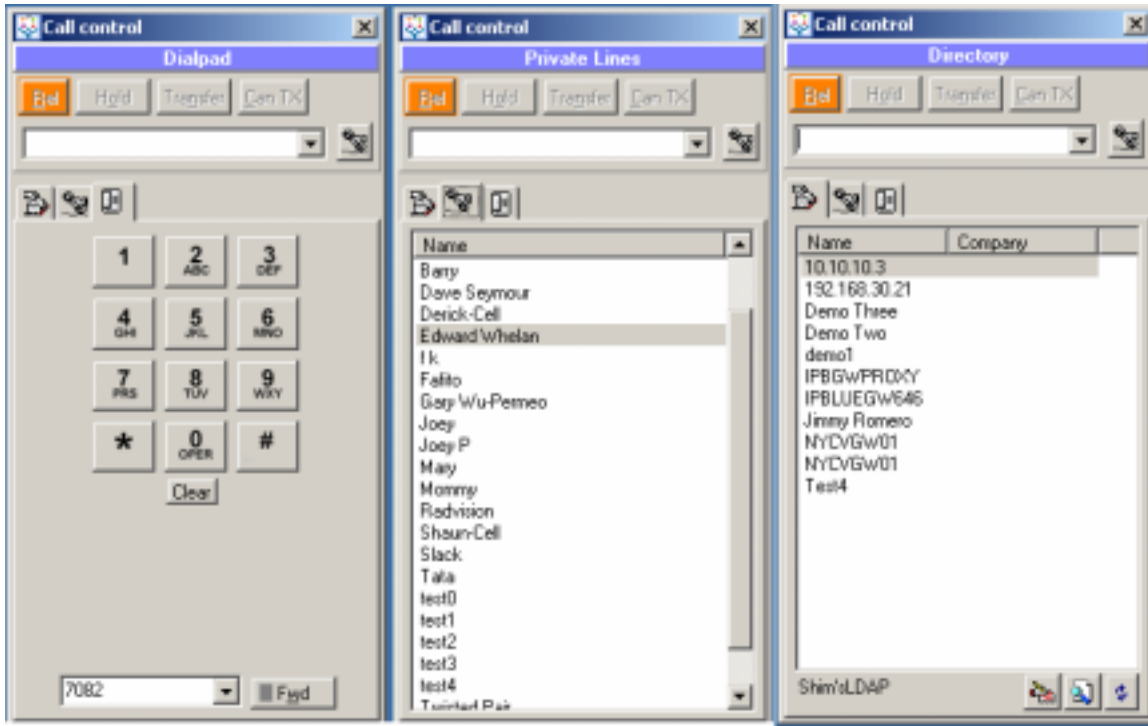 Call control
Dialpad
Rel Hold Transfer Can TX
1 2 ABC 3 DEF
4 GHI 5 JKL 6 MNO
7 PRS 8 TUV 9 WXY
* 0 OPER #
Clear
7082 Fwd
Call control
Private Lines
Rel Hold Transfer Can TX
Name
Barry
Dave Seymour
Derick-Cell
Edward Whelan
f k
Fafito
Gary Wu-Permeo
Joey
Joey P
Mary
Mommy
Radvision
Shaun-Cell
Slack
Tata
test0
test1
test2
test3
test4
Twisted Pair
Call control
Directory
Rel Hold Transfer Can TX
Name Company
10.10.10.3
192.168.30.21
Demo Three
Demo Two
demo1
IPBGWPROXY
IPBLUEGW646
Jimmy Romero
NYCVGW01
NYCVGW01
Test4
Shim'sLDAP